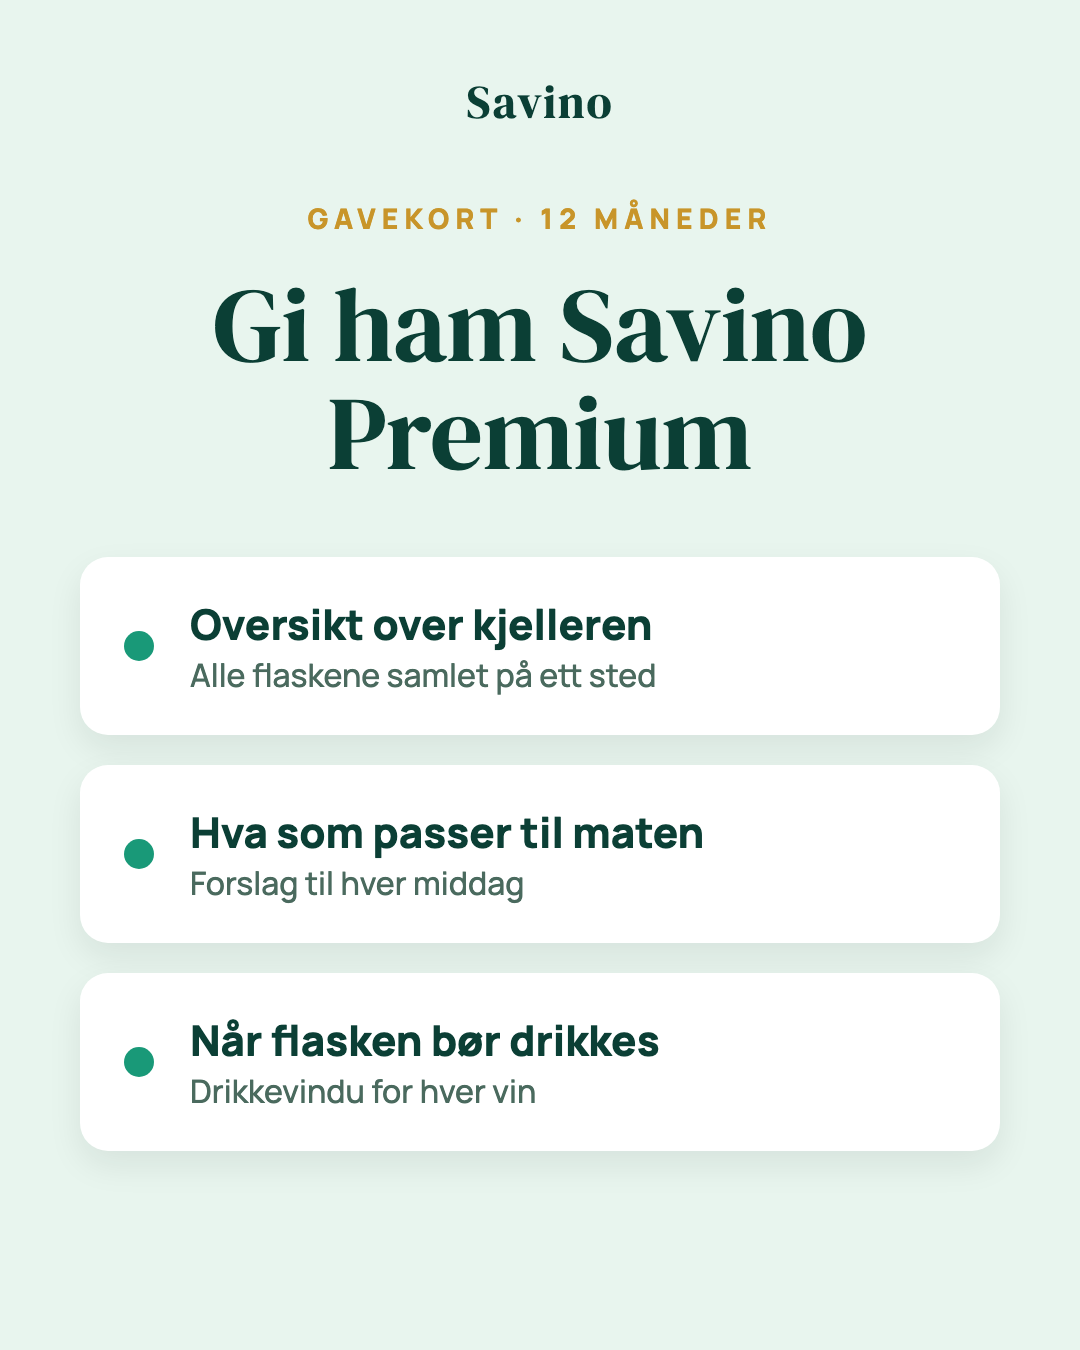 Savino
GAVEKORT · 12 MÅNEDER
Gi ham Savino
Premium
Oversikt over kjelleren
Alle flaskene samlet på ett sted
Hva som passer til maten
Forslag til hver middag
Når flasken bør drikkes
Drikkevindu for hver vin